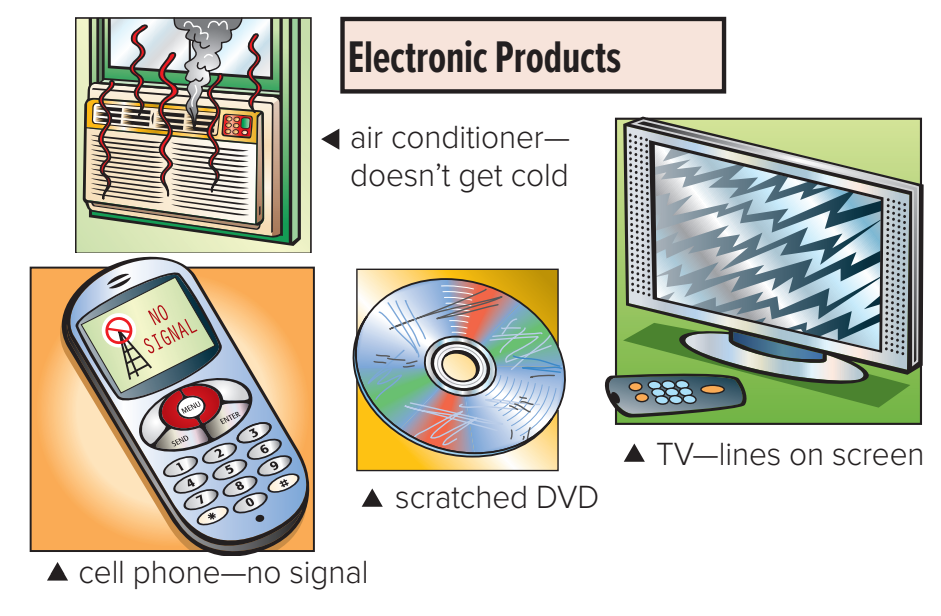 Electronic Products
◀ air conditioner—
doesn't get cold
NO
SIGNAL
MENU
SEND
ENTER
1 2 3
4 5 6
7 8 9
* 0 #
▲ TV—lines on screen
▲ scratched DVD
▲ cell phone—no signal